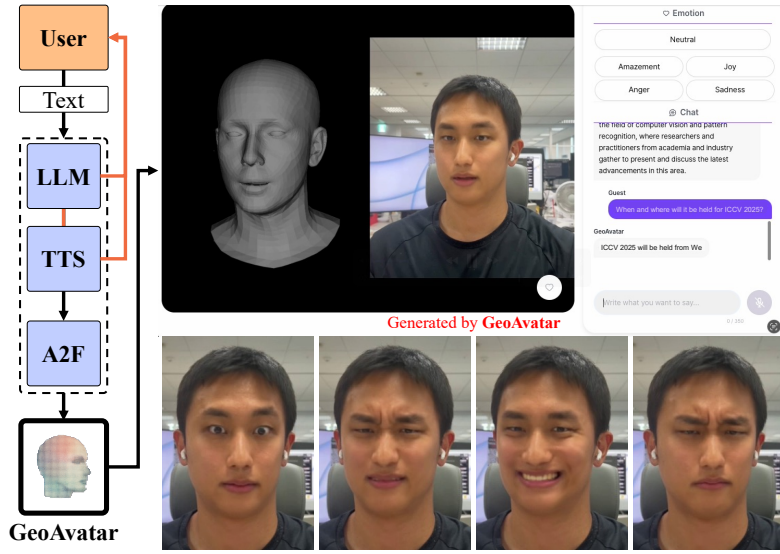 User
Text
LLM
TTS
A2F
GeoAvatar
Generated by GeoAvatar
Emotion
Neutral
Amazement
Joy
Anger
Sadness
Chat
the field of computer vision and pattern
recognition, where researchers and
practitioners from academia and industry
gather to present and discuss the latest
advancements in this area.
Guest
When and where will it be held for ICCV 2025?
GeoAvatar
ICCV 2025 will be held from We
Write what you want to say...